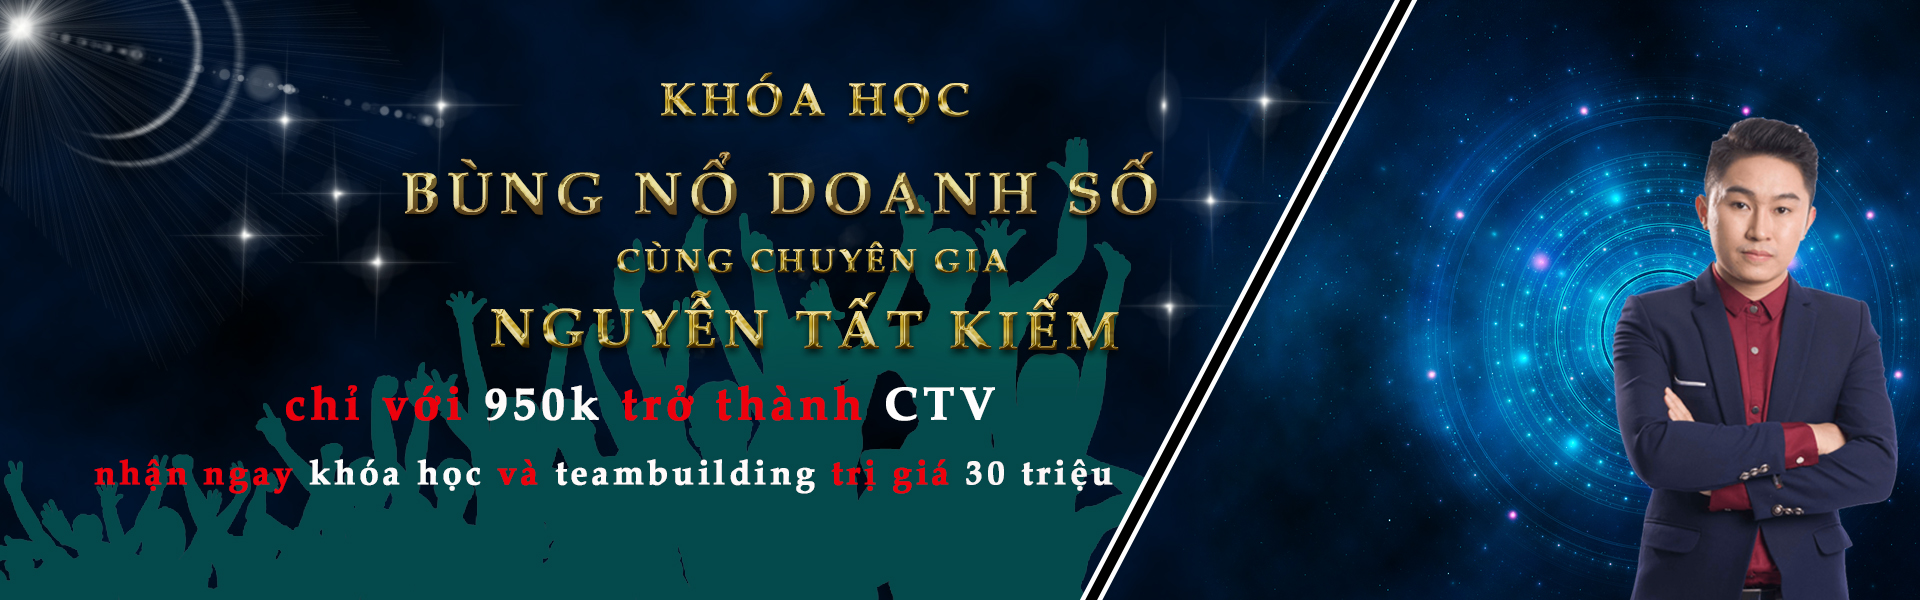 KHÓA HỌC
BÙNG NỔ DOANH SỐ
CÙNG CHUYÊN GIA
NGUYỄN TẤT KIỂM
chỉ với 950k trở thành CTV
nhận ngay khóa học và teambuilding trị giá 30 triệu